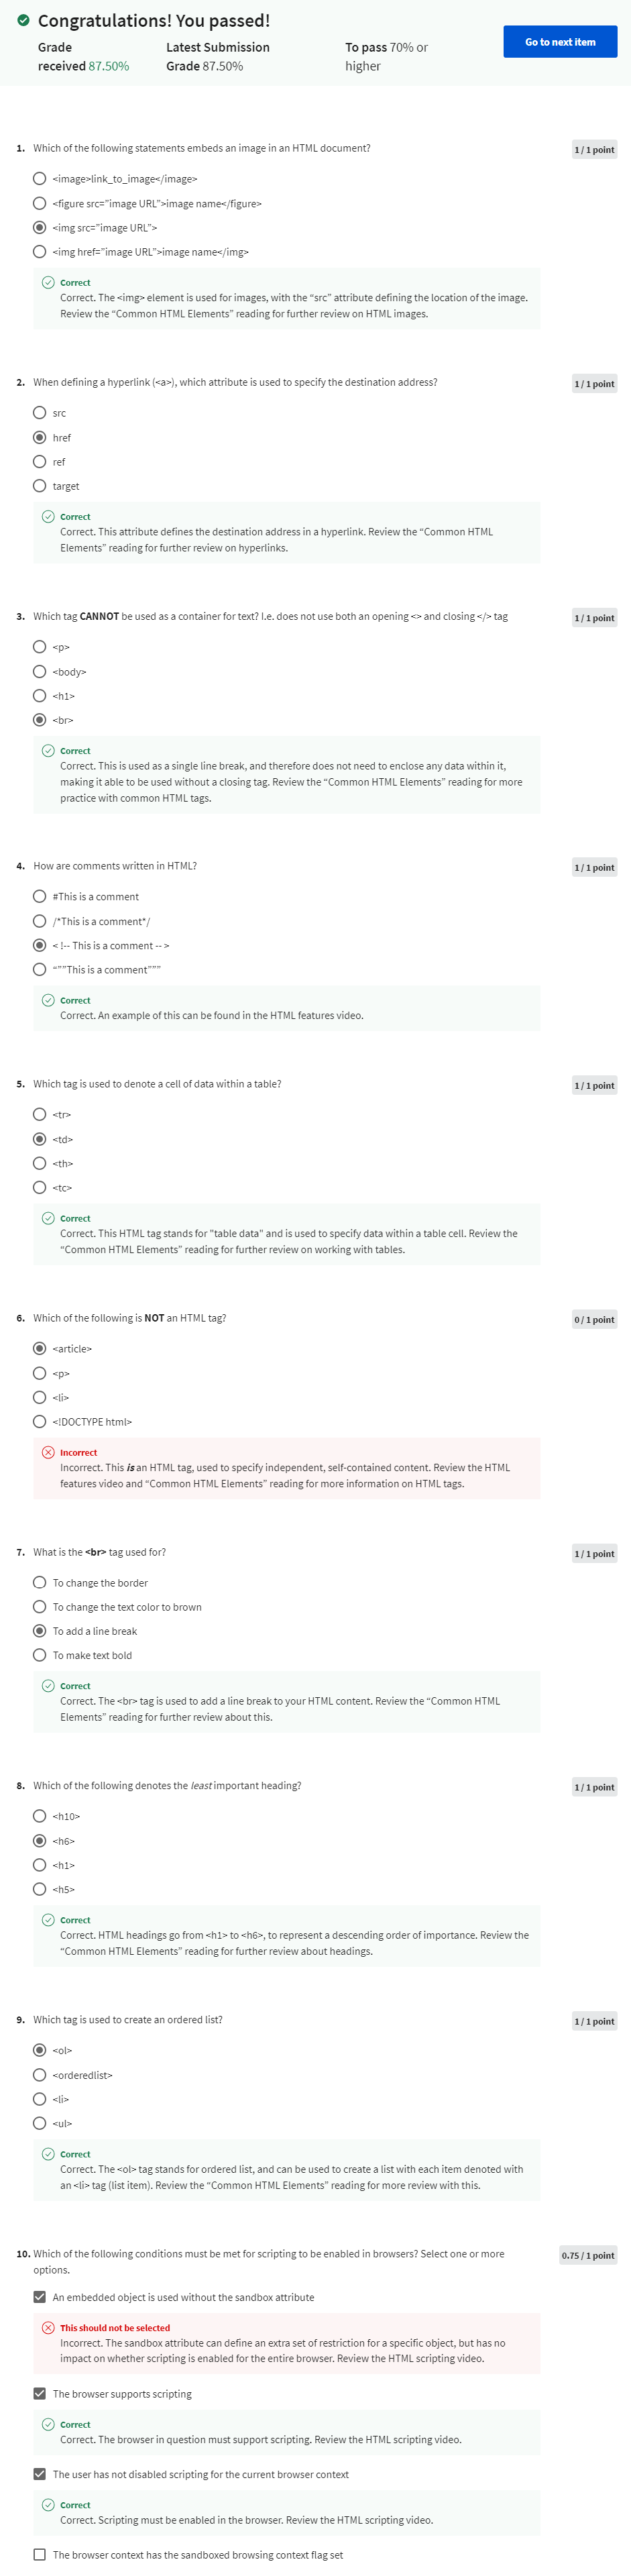 Congratulations! You passed!
Grade received 87.50%
Latest Submission Grade 87.50%
To pass 70% or higher
Go to next item
1. Which of the following statements embeds an image in an HTML document?
1 / 1 point
<image>link_to_image</image>
<figure src="image URL">image name</figure>
<img src="image URL">
<img href="image URL">image name</img>
Correct
Correct. The <img> element is used for images, with the “src” attribute defining the location of the image.
Review the “Common HTML Elements” reading for further review on HTML images.
2. When defining a hyperlink (<a>), which attribute is used to specify the destination address?
1 / 1 point
src
href
ref
target
Correct
Correct. This attribute defines the destination address in a hyperlink. Review the “Common HTML
Elements” reading for further review on hyperlinks.
3. Which tag CANNOT be used as a container for text? I.e. does not use both an opening <> and closing </> tag
1 / 1 point
<p>
<body>
<h1>
<br>
Correct
Correct. This is used as a single line break, and therefore does not need to enclose any data within it,
making it able to be used without a closing tag. Review the “Common HTML Elements” reading for more
practice with common HTML tags.
4. How are comments written in HTML?
1 / 1 point
#This is a comment
/*This is a comment*/
< !-- This is a comment -- >
“””This is a comment”””
Correct
Correct. An example of this can be found in the HTML features video.
5. Which tag is used to denote a cell of data within a table?
1 / 1 point
<tr>
<td>
<th>
<tc>
Correct
Correct. This HTML tag stands for "table data" and is used to specify data within a table cell. Review the
“Common HTML Elements” reading for further review on working with tables.
6. Which of the following is NOT an HTML tag?
0 / 1 point
<article>
<p>
<li>
<!DOCTYPE html>
Incorrect
Incorrect. This is an HTML tag, used to specify independent, self-contained content. Review the HTML
features video and “Common HTML Elements” reading for more information on HTML tags.
7. What is the <br> tag used for?
1 / 1 point
To change the border
To change the text color to brown
To add a line break
To make text bold
Correct
Correct. The <br> tag is used to add a line break to your HTML content. Review the “Common HTML
Elements” reading for further review about this.
8. Which of the following denotes the least important heading?
1 / 1 point
<h10>
<h6>
<h1>
<h5>
Correct
Correct. HTML headings go from <h1> to <h6>, to represent a descending order of importance. Review the
“Common HTML Elements” reading for further review about headings.
9. Which tag is used to create an ordered list?
1 / 1 point
<ol>
<orderedlist>
<li>
<ul>
Correct
Correct. The <ol> tag stands for ordered list, and can be used to create a list with each item denoted with
an <li> tag (list item). Review the “Common HTML Elements” reading for more review with this.
10. Which of the following conditions must be met for scripting to be enabled in browsers? Select one or more
options.
0.75 / 1 point
An embedded object is used without the sandbox attribute
This should not be selected
Incorrect. The sandbox attribute can define an extra set of restriction for a specific object, but has no
impact on whether scripting is enabled for the entire browser. Review the HTML scripting video.
The browser supports scripting
Correct
Correct. The browser in question must support scripting. Review the HTML scripting video.
The user has not disabled scripting for the current browser context
Correct
Correct. Scripting must be enabled in the browser. Review the HTML scripting video.
The browser context has the sandboxed browsing context flag set